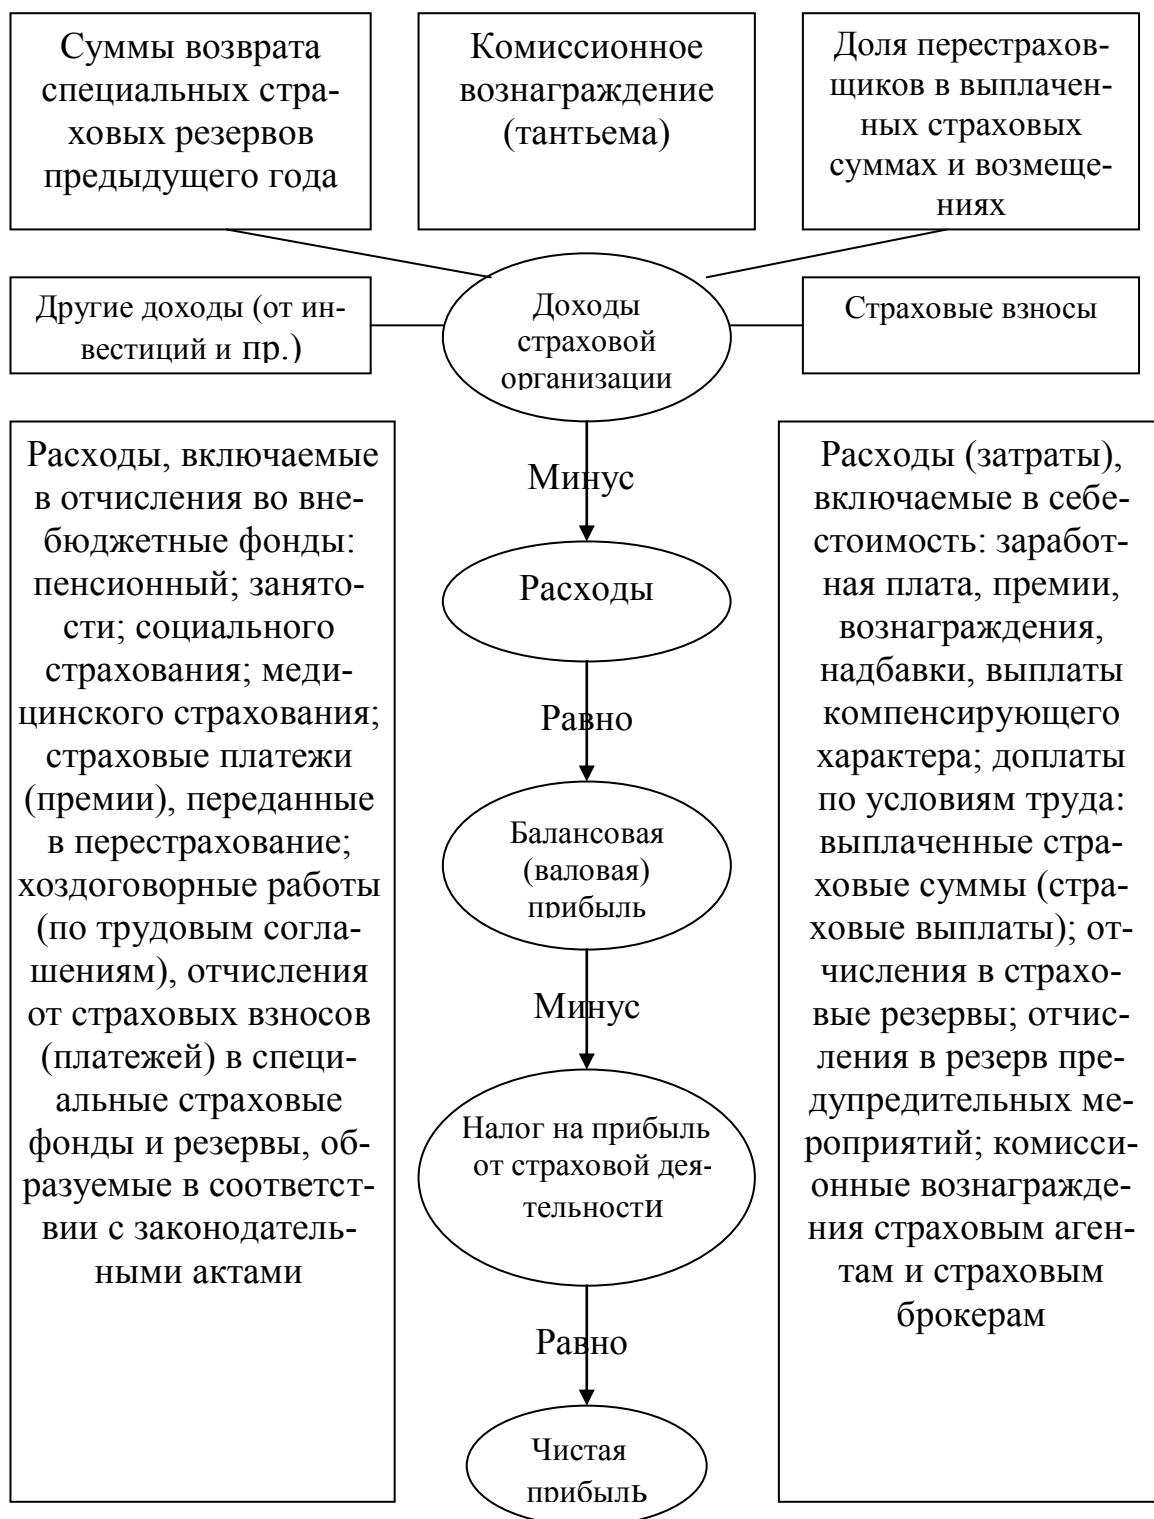 Суммы возврата
специальных стра-
ховых резервов
предыдущего года
Комиссионное
вознаграждение
(тантьема)
Доля перестрахов-
щиков в выплачен-
ных страховых
суммах и возмеще-
ниях
Другие доходы (от ин-
вестиций и пр.)
Доходы
страховой
организации
Страховые взносы
Расходы, включаемые
в отчисления во вне-
бюджетные фонды:
пенсионный; занято-
сти; социального
страхования; меди-
цинского страхования;
страховые платежи
(премии), переданные
в перестрахование;
хоздоговорные работы
(по трудовым согла-
шениям), отчисления
от страховых взносов
(платежей) в специ-
альные страховые
фонды и резервы, об-
разуемые в соответст-
вии с законодатель-
ными актами
Минус
Расходы
Равно
Балансовая
(валовая)
прибыль
Минус
Налог на прибыль
от страховой дея-
тельности
Равно
Чистая
прибыль
Расходы (затраты),
включаемые в себе-
стоимость: заработ-
ная плата, премии,
вознаграждения,
надбавки, выплаты
компенсирующего
характера; доплаты
по условиям труда:
выплаченные стра-
ховые суммы (стра-
ховые выплаты); от-
числения в страхо-
вые резервы; отчис-
ления в резерв пре-
дупредительных ме-
роприятий; комисси-
онные вознагражде-
ния страховым аген-
там и страховым
брокерам